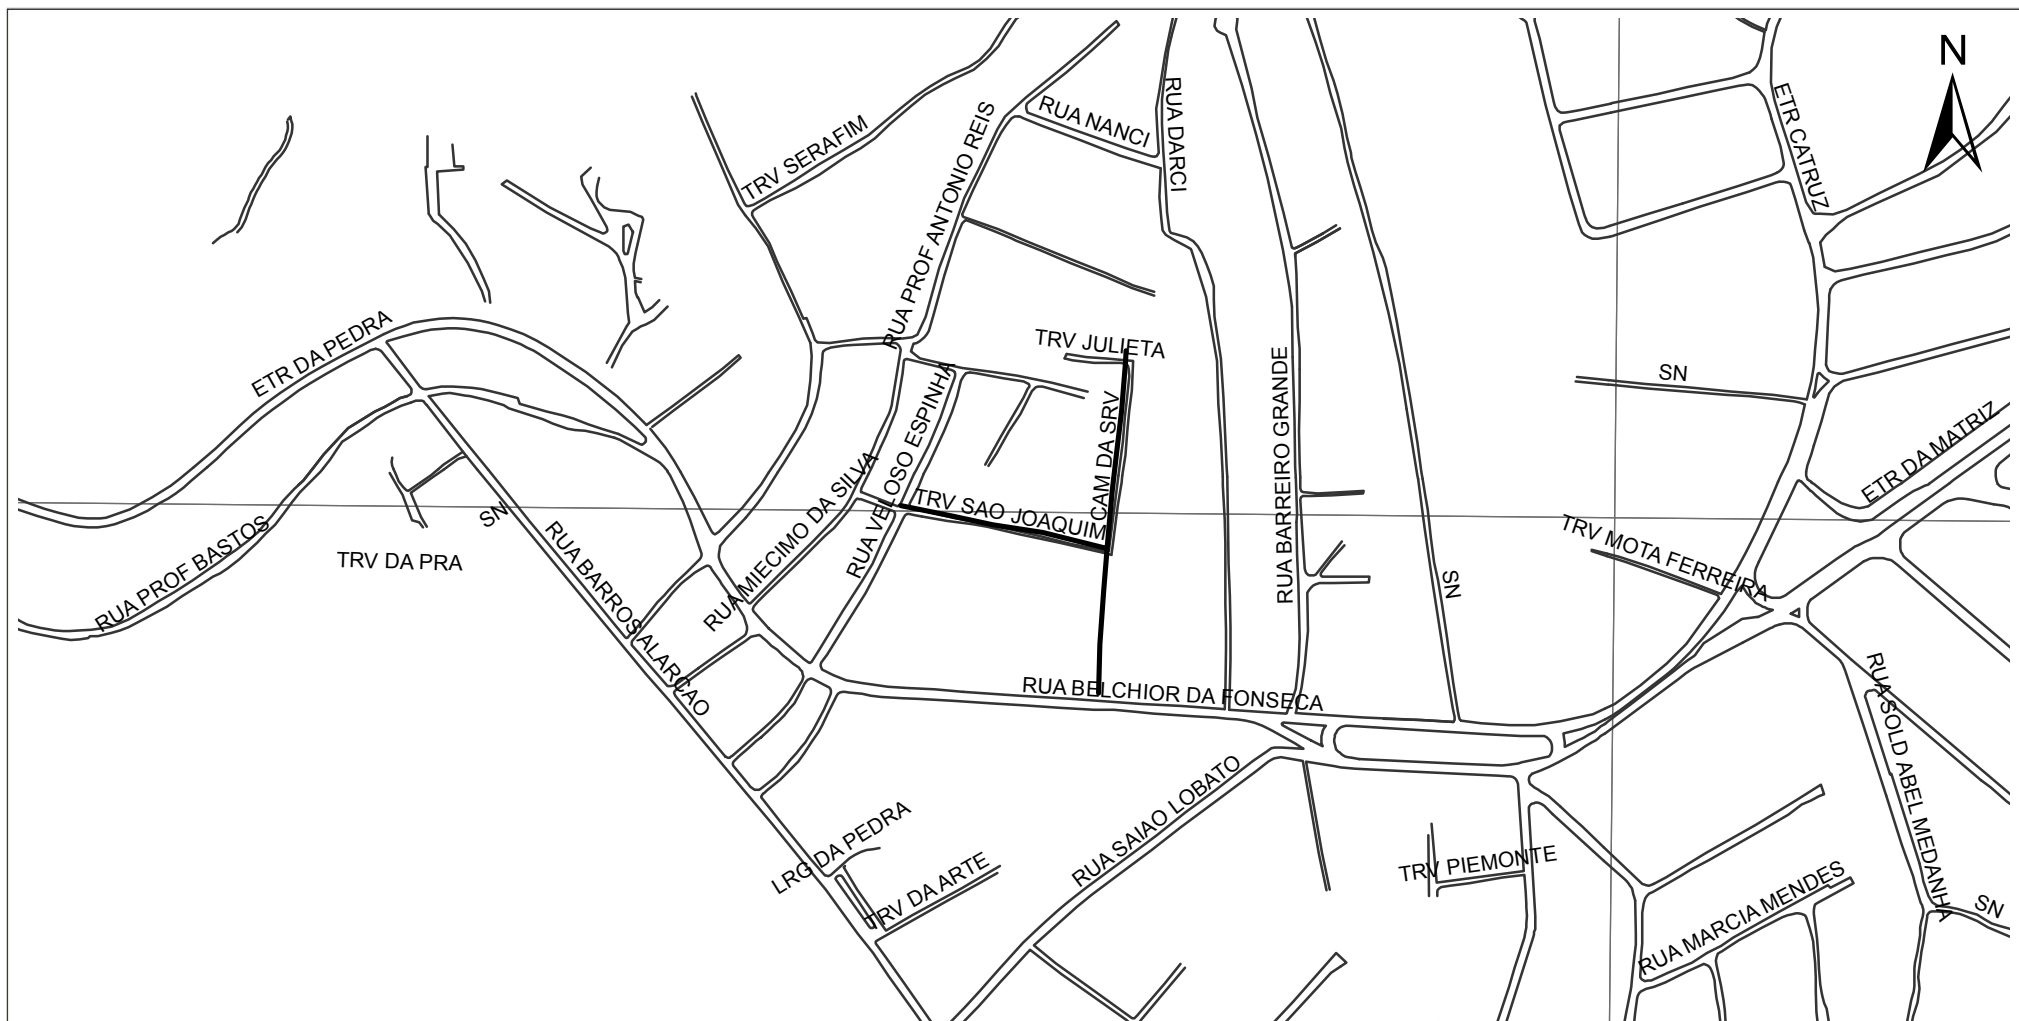 N
RUA NANCI
RUA DARCI
ETR CATRUZ
TRV SERAFIM
RUA PROF ANTONIO REIS
ETR DA PEDRA
TRV JULIETA
SN
RUA BARREIRO GRANDE
CAM DA SRV
RUA VELOSO ESPINHA
ETR DA MATRIZ
RUA MIECIMO DA SILVA
TRV SAO JOAQUIM
SN
RUA PROF BASTOS
TRV DA PRA
RUA BARROS ALARCAO
TRV MOTA FERREIRA
SN
RUA BELCHIOR DA FONSECA
RUA SOLD ABEL MEDANHA
RUA SAIAO LOBATO
LRG DA PEDRA
TRV DA ARTE
TRV PIEMONTE
RUA MARCIA MENDES
SN